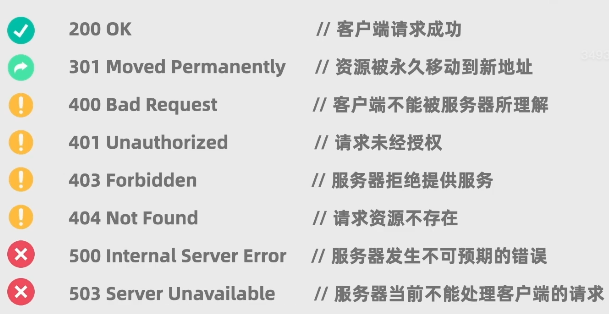 200 OK // 客户端请求成功
301 Moved Permanently // 资源被永久移动到新地址
400 Bad Request // 客户端不能被服务器所理解
401 Unauthorized // 请求未经授权
403 Forbidden // 服务器拒绝提供服务
404 Not Found // 请求资源不存在
500 Internal Server Error // 服务器发生不可预期的错误
503 Server Unavailable // 服务器当前不能处理客户端的请求